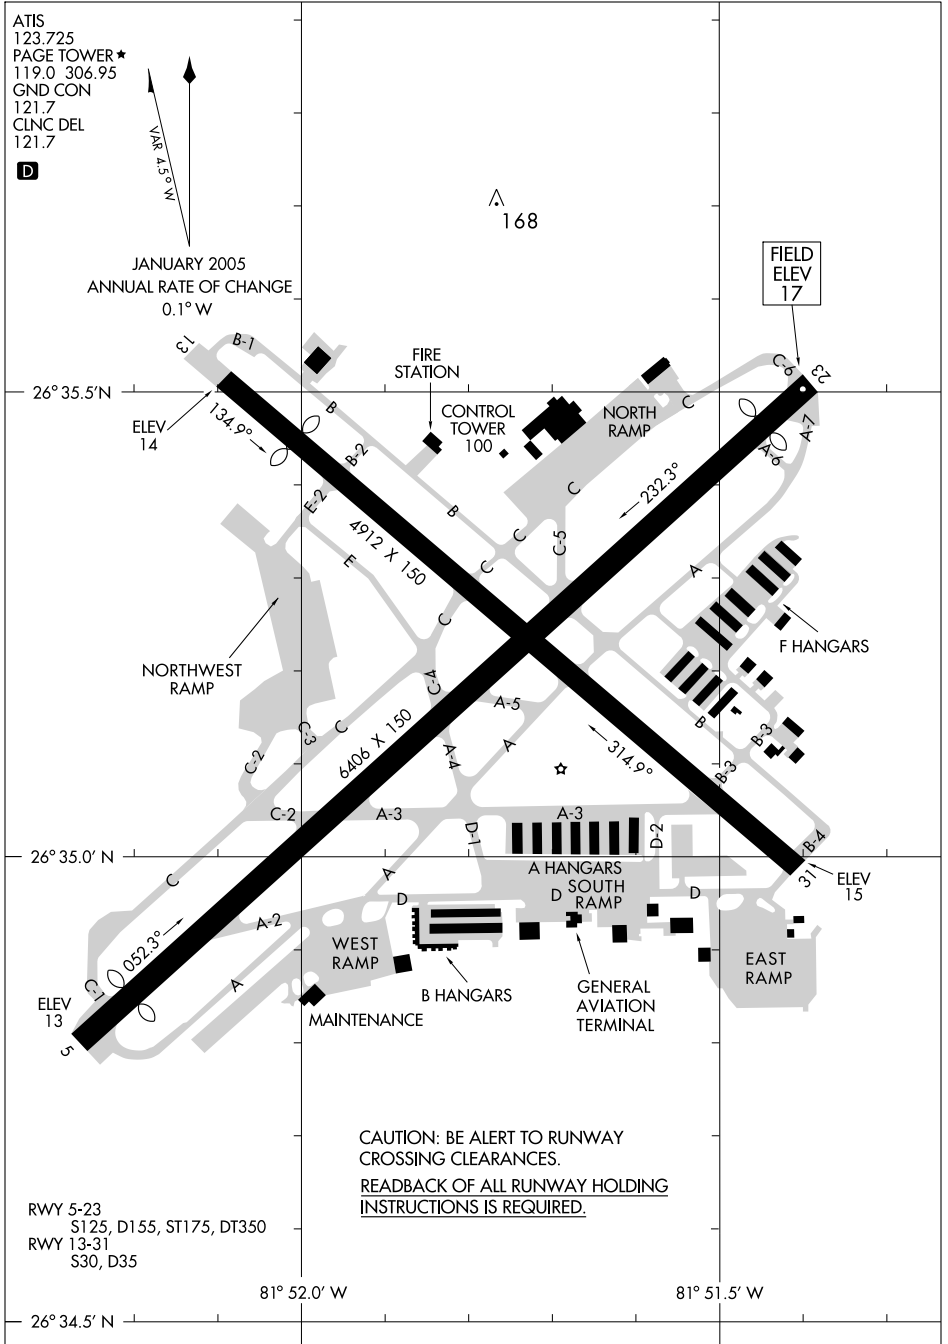 ATIS
123.725
PAGE TOWER★
119.0 306.95
GND CON
121.7
CLNC DEL
121.7
D
VAR 4.5° W
JANUARY 2005
ANNUAL RATE OF CHANGE
0.1° W
168
FIELD
ELEV
17
13
B-1
FIRE
STATION
C-6
23
26° 35.5' N
ELEV
14
134.9°
B
CONTROL
TOWER
100
NORTH
RAMP
C
A-7
A-6
B-2
E-2
B
C
232.3°
4912 X 150
C
C-5
E
C
A
C
F HANGARS
NORTHWEST
RAMP
C-4
A-5
C
C-3
6406 X 150
A
B
B-3
314.9°
C-2
A-4
B-3
C-2
A-3
A-3
D-1
D-2
B-4
26° 35.0' N
A HANGARS
31
ELEV
15
C
A
D
D
SOUTH
RAMP
D
A-2
052.3°
WEST
RAMP
EAST
RAMP
C-1
A
ELEV
13
B HANGARS
GENERAL
AVIATION
TERMINAL
MAINTENANCE
5
CAUTION: BE ALERT TO RUNWAY
CROSSING CLEARANCES.
READBACK OF ALL RUNWAY HOLDING
INSTRUCTIONS IS REQUIRED.
RWY 5-23
S125, D155, ST175, DT350
RWY 13-31
S30, D35
81° 52.0' W
81° 51.5' W
26° 34.5' N